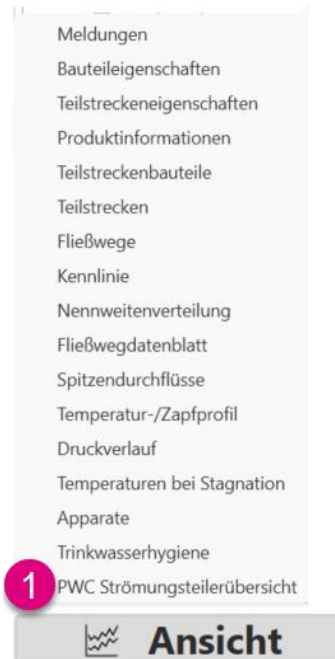 Meldungen
Bauteileigenschaften
Teilstreckeneigenschaften
Produktinformationen
Teilstreckenbauteile
Teilstrecken
Fließwege
Kennlinie
Nennweitenverteilung
Fließwegdatenblatt
Spitzendurchflüsse
Temperatur-/Zapfprofil
Druckverlauf
Temperaturen bei Stagnation
Apparate
Trinkwasserhygiene
1 PWC Strömungsteilerübersicht
Ansicht